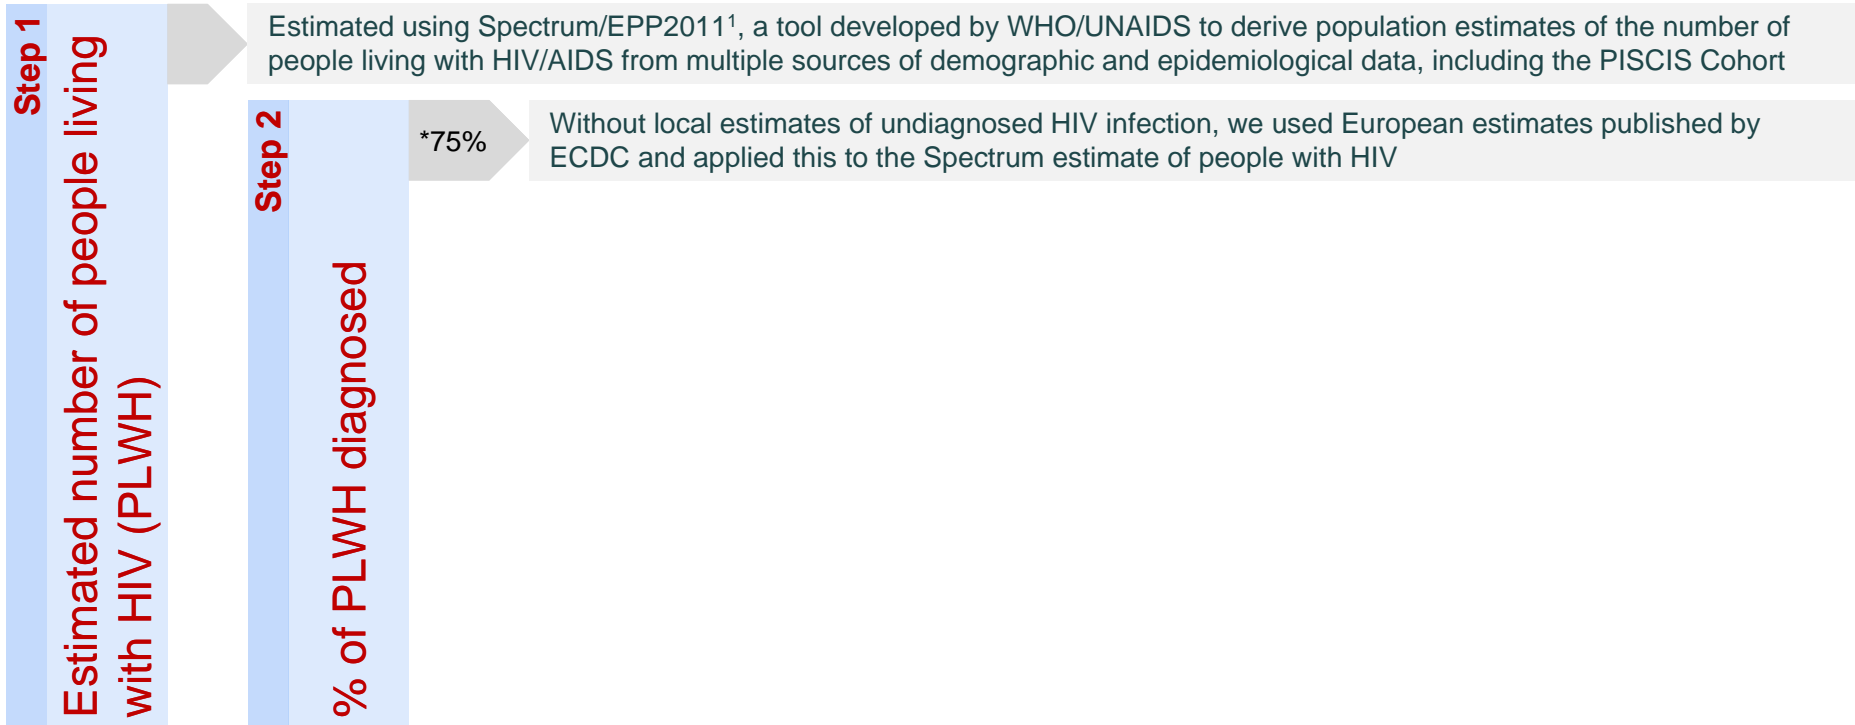 Step 1
Estimated number of people living
with HIV (PLWH)
Estimated using Spectrum/EPP2011¹, a tool developed by WHO/UNAIDS to derive population estimates of the number of
people living with HIV/AIDS from multiple sources of demographic and epidemiological data, including the PISCIS Cohort
Step 2
% of PLWH diagnosed
*75%
Without local estimates of undiagnosed HIV infection, we used European estimates published by
ECDC and applied this to the Spectrum estimate of people with HIV